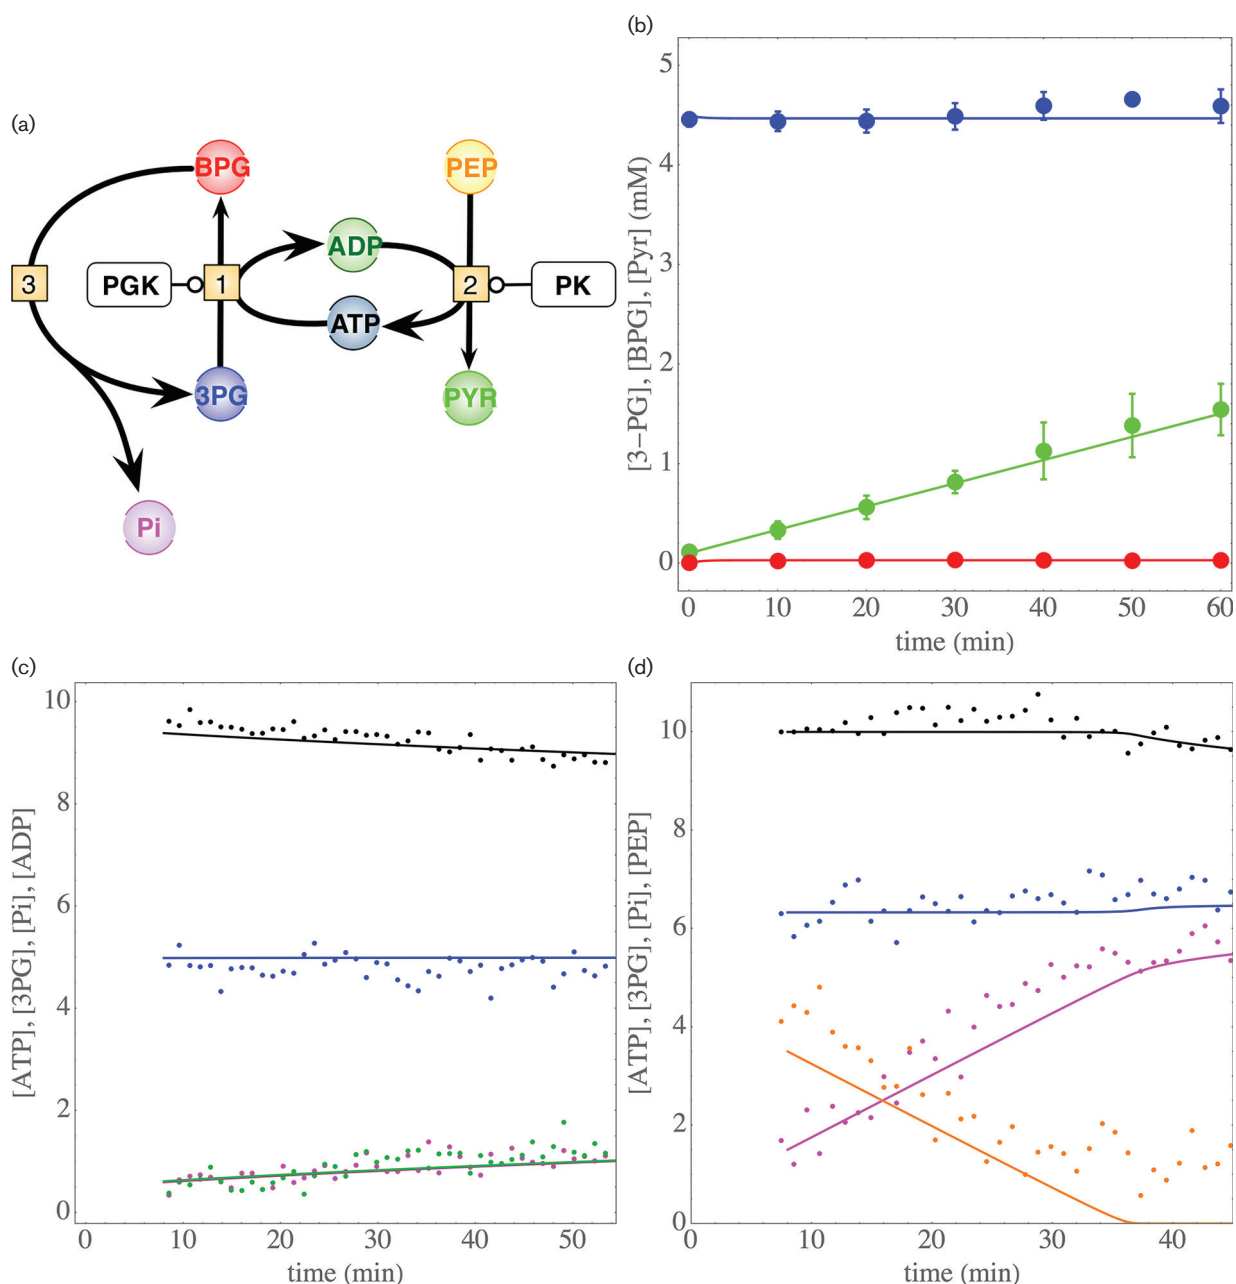 (a)
BPG
PEP
ADP
3
PGK
1
2
PK
ATP
3PG
PYR
Pi
(b)
[3-PG], [BPG], [Pyr] (mM)
5
4
3
2
1
0
0 10 20 30 40 50 60
time (min)
(c)
[ATP], [3PG], [Pi], [ADP]
10
8
6
4
2
0
0 10 20 30 40 50
time (min)
(d)
[ATP], [3PG], [Pi], [PEP]
10
8
6
4
2
0
0 10 20 30 40
time (min)